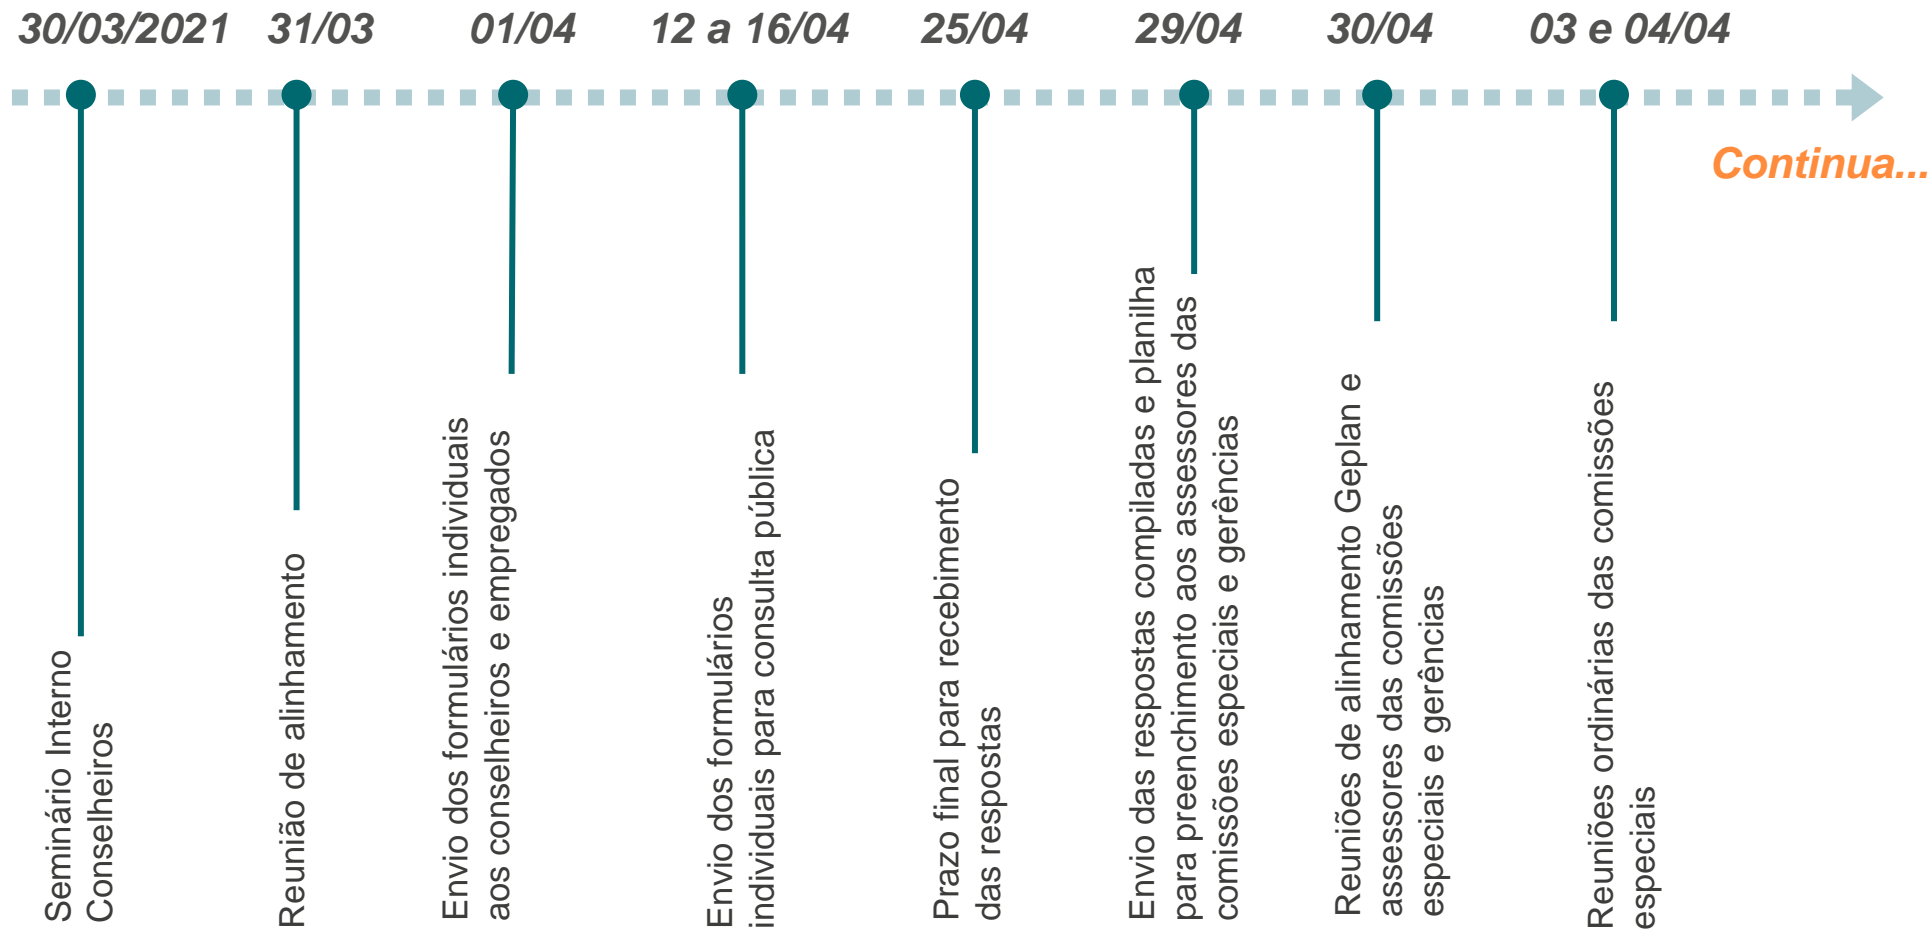 30/03/2021
31/03
01/04
12 a 16/04
25/04
29/04
30/04
03 e 04/04
Continua...
Seminário Interno
Conselheiros
Reunião de alinhamento
Envio dos formulários individuais
aos conselheiros e empregados
Envio dos formulários
individuais para consulta pública
Prazo final para recebimento
das respostas
Envio das respostas compiladas e planilha
para preenchimento aos assessores das
comissões especiais e gerências
Reuniões de alinhamento Geplan e
assessores das comissões
especiais e gerências
Reuniões ordinárias das comissões
especiais